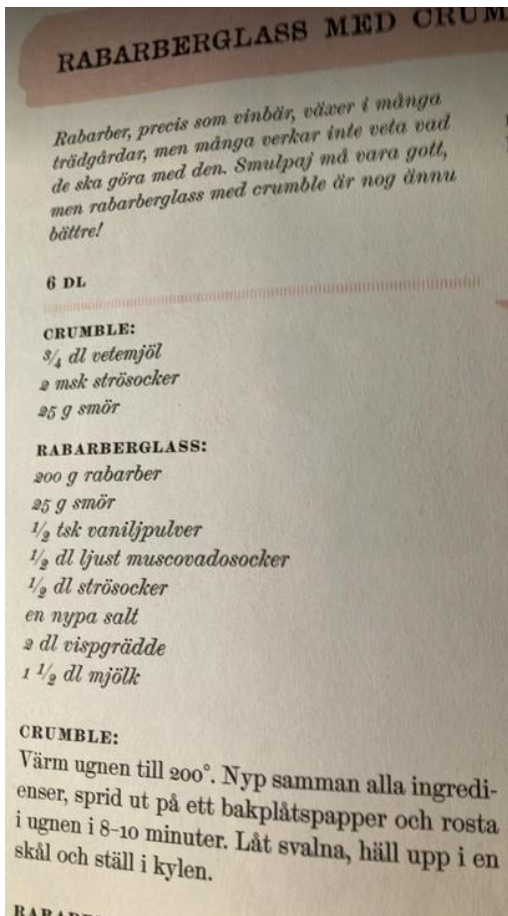 RABARBERGLASS MED CRUM
Rabarber, precis som vinbär, växer i många
trädgårdar, men många verkar inte veta vad
de ska göra med den. Smulpaj må vara gott,
men rabarberglass med crumble är nog ännu
bättre!
6 DL
CRUMBLE:
3/4 dl vetemjöl
2 msk strösocker
25 g smör
RABARBERGLASS:
200 g rabarber
25 g smör
1/2 tsk vaniljpulver
1/2 dl ljust muscovadosocker
1/2 dl strösocker
en nypa salt
2 dl vispgrädde
1 1/2 dl mjölk
CRUMBLE:
Värm ugnen till 200°. Nyp samman alla ingredi-
enser, sprid ut på ett bakplåtspapper och rosta
i ugnen i 8–10 minuter. Låt svalna, häll upp i en
skål och ställ i kylen.